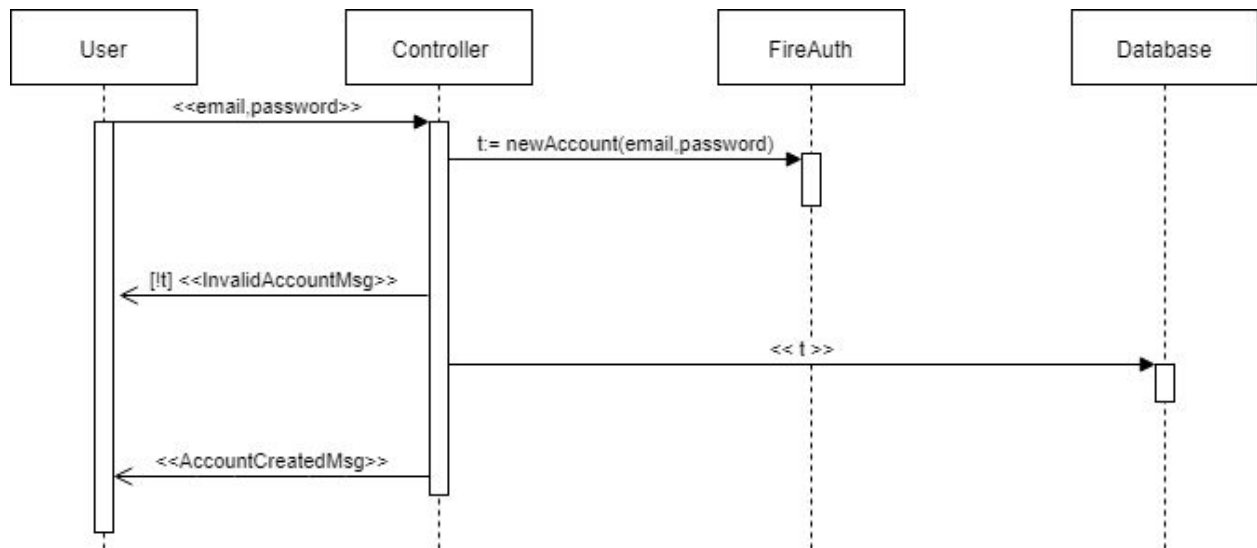 User
Controller
FireAuth
Database
<<email,password>>
t:= newAccount(email,password)
[!t] <<InvalidAccountMsg>>
<< t >>
<<AccountCreatedMsg>>